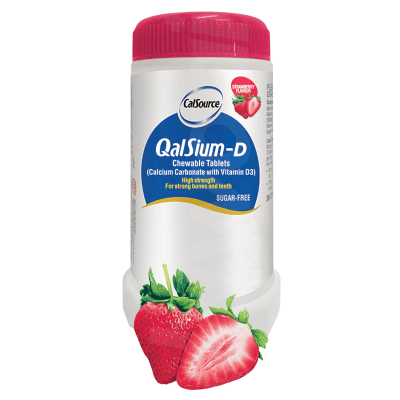 CalSource
STRAWBERRY
FLAVOUR
QalSium-D
Chewable Tablets
(Calcium Carbonate with Vitamin D3)
High strength
For strong bones and teeth
SUGAR-FREE